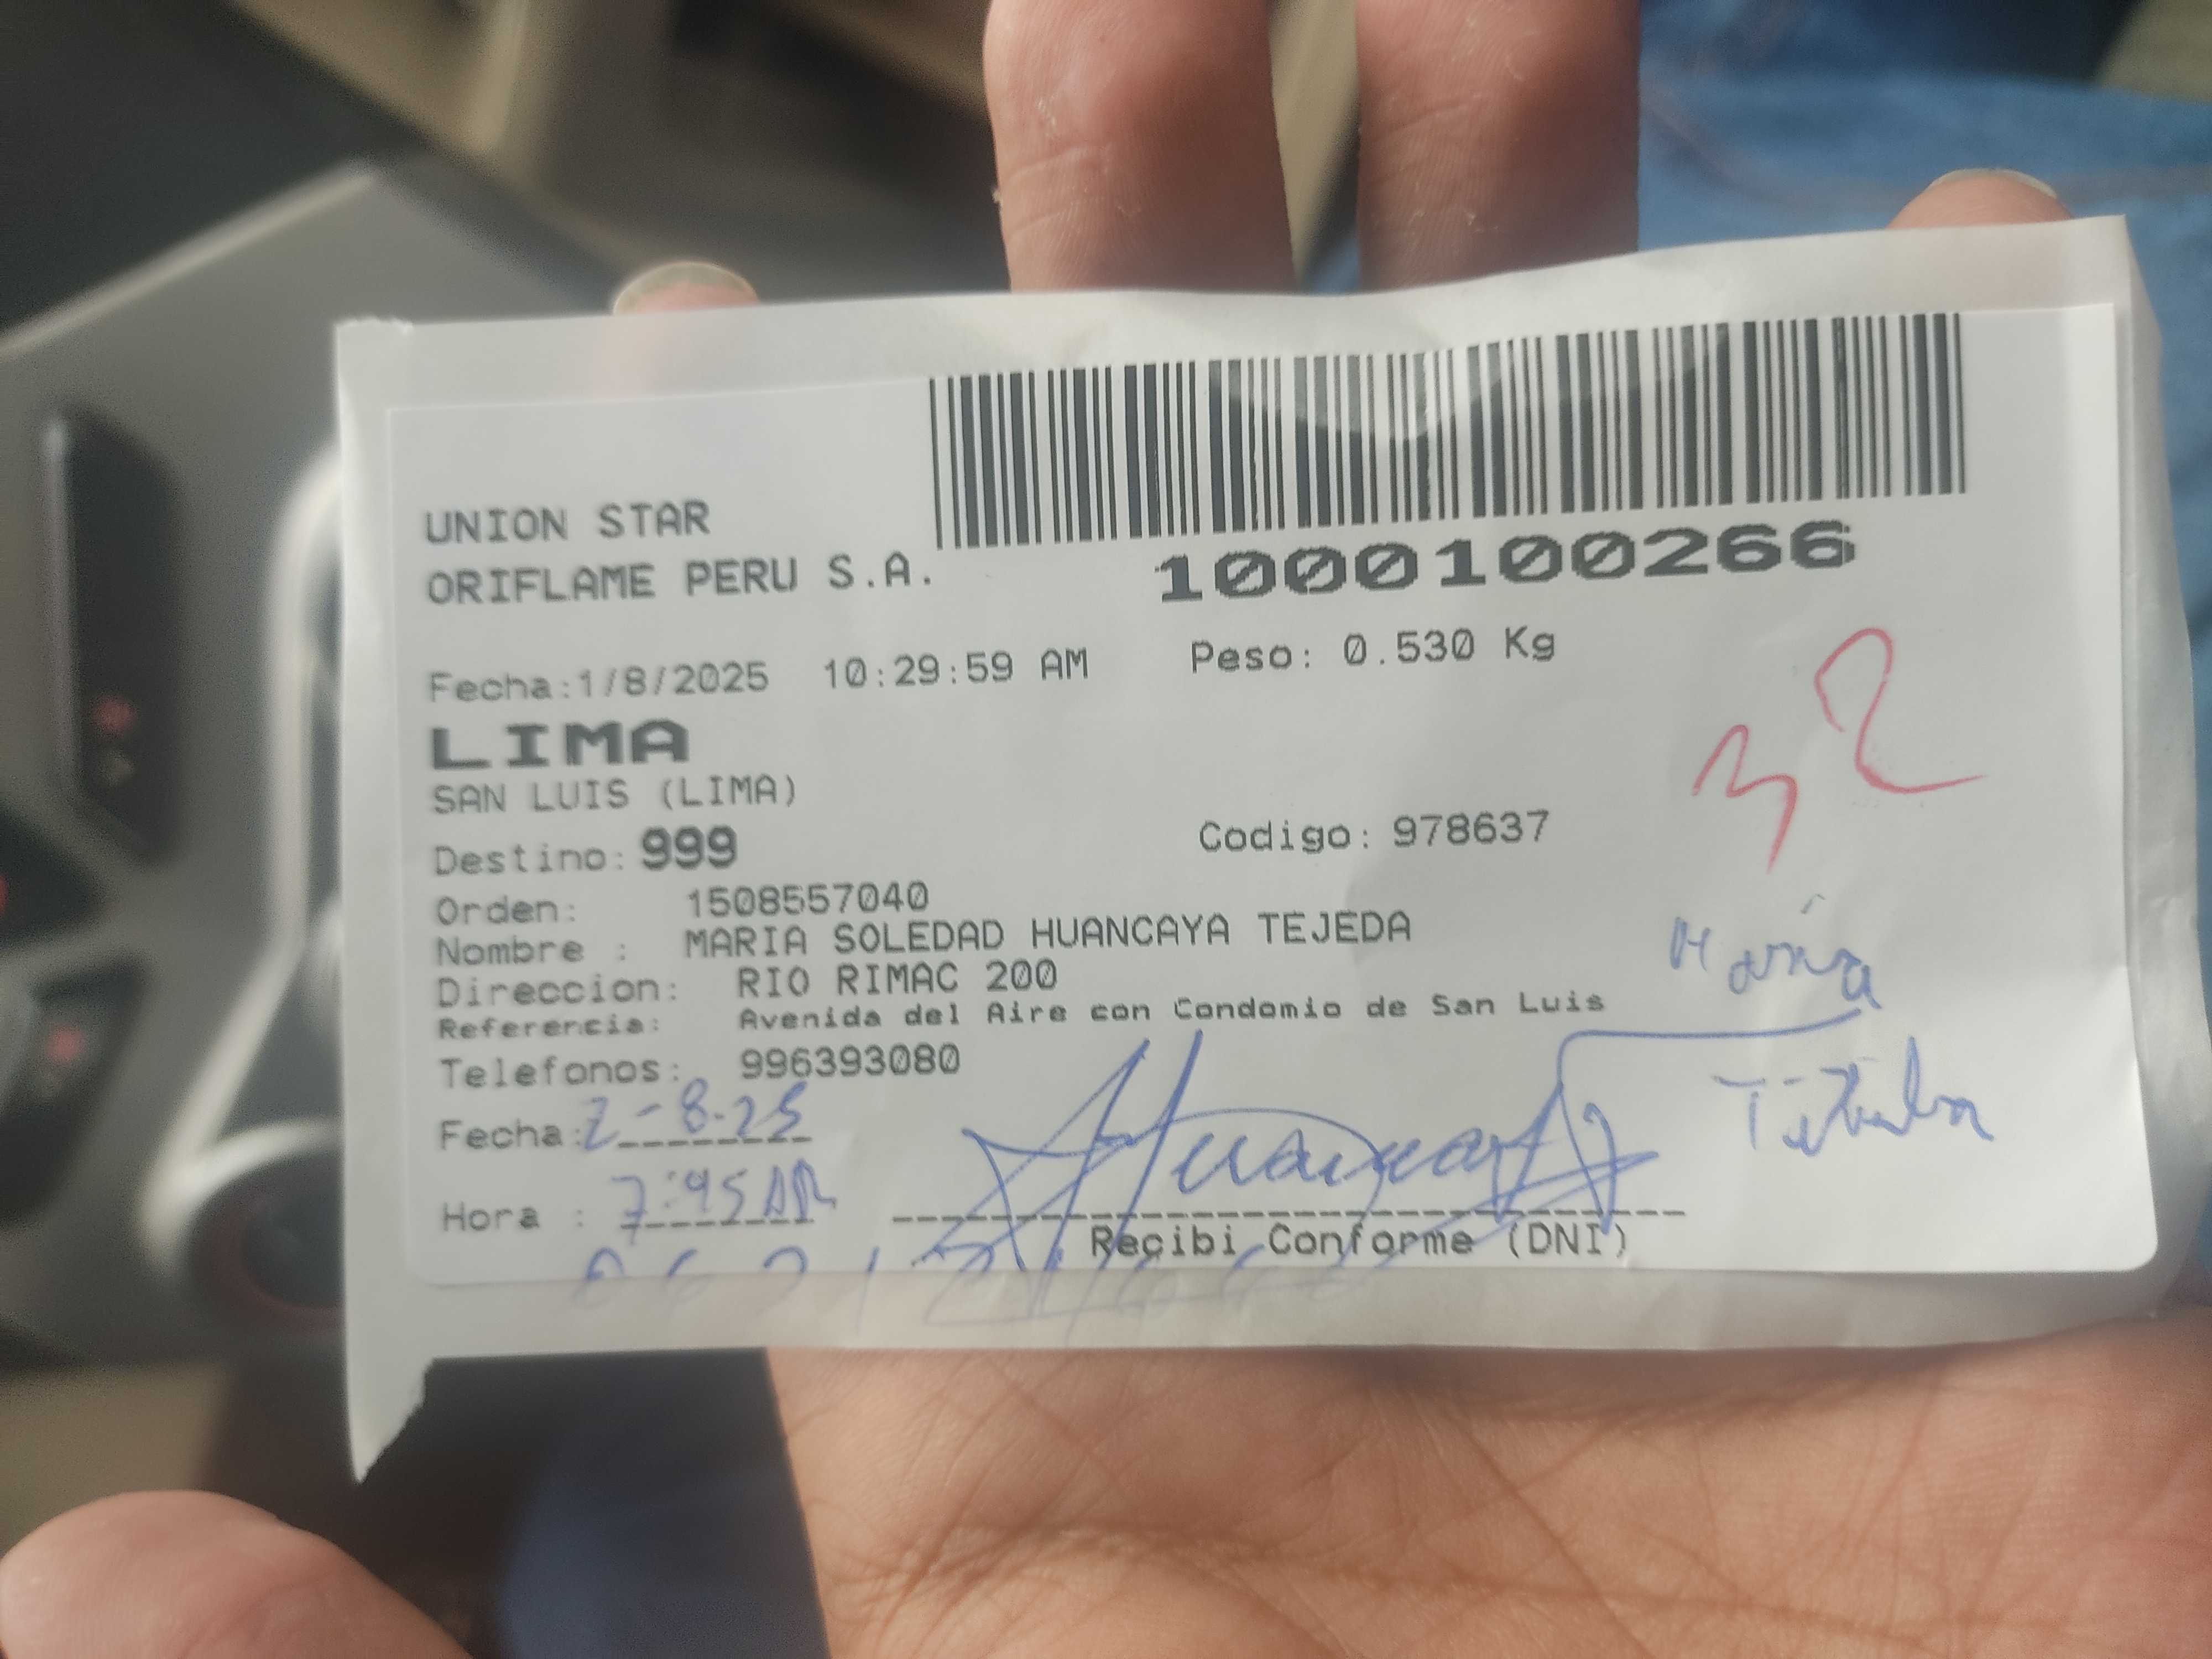 UNION STAR
ORIFLAME PERU S.A.
1000100266
Fecha:1/8/2025 10:29:59 AM Peso: 0.530 Kg
32
LIMA
SAN LUIS (LIMA)
Destino: 999 Codigo: 978637
Orden: 1508557040
Nombre : MARIA SOLEDAD HUANCAYA TEJEDA
Direccion: RIO RIMAC 200
María
Referencia: Avenida del Aire con Condomio de San Luis
Telefonos: 996393080
Titular
Fecha: 2-8-25
Hora : 7:45 AM
Recibi Conforme (DNI)